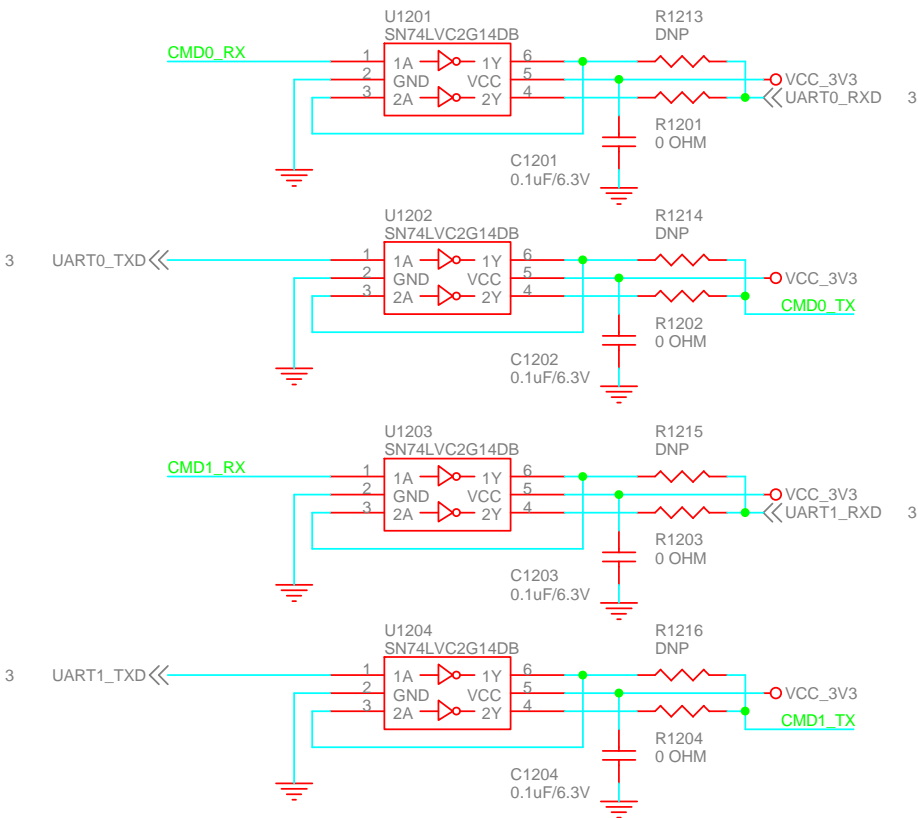 U1201
SN74LVC2G14DB
R1213
DNP
CMD0_RX
1 1A 1Y 6
2 GND VCC 5
3 2A 2Y 4
VCC_3V3
UART0_RXD 3
R1201
0 OHM
C1201
0.1uF/6.3V
U1202
SN74LVC2G14DB
R1214
DNP
3 UART0_TXD
1 1A 1Y 6
2 GND VCC 5
3 2A 2Y 4
VCC_3V3
CMD0_TX
R1202
0 OHM
C1202
0.1uF/6.3V
U1203
SN74LVC2G14DB
R1215
DNP
CMD1_RX
1 1A 1Y 6
2 GND VCC 5
3 2A 2Y 4
VCC_3V3
UART1_RXD 3
R1203
0 OHM
C1203
0.1uF/6.3V
U1204
SN74LVC2G14DB
R1216
DNP
3 UART1_TXD
1 1A 1Y 6
2 GND VCC 5
3 2A 2Y 4
VCC_3V3
CMD1_TX
R1204
0 OHM
C1204
0.1uF/6.3V